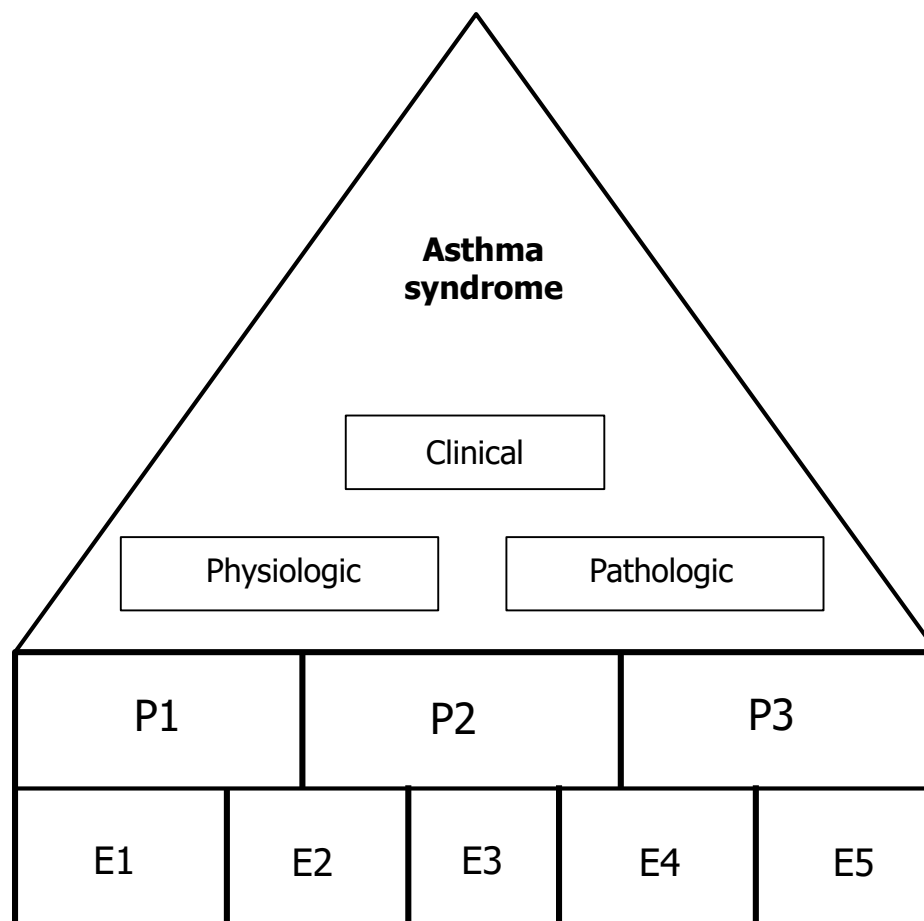 Asthma
syndrome
Clinical
Physiologic Pathologic
P1 P2 P3
E1 E2 E3 E4 E5